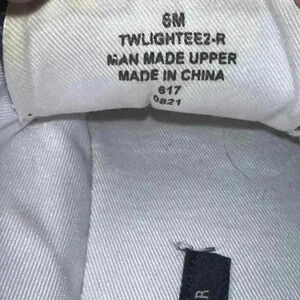 6M
TWLIGHTEE2-R
MAN MADE UPPER
MADE IN CHINA
617
0821
R